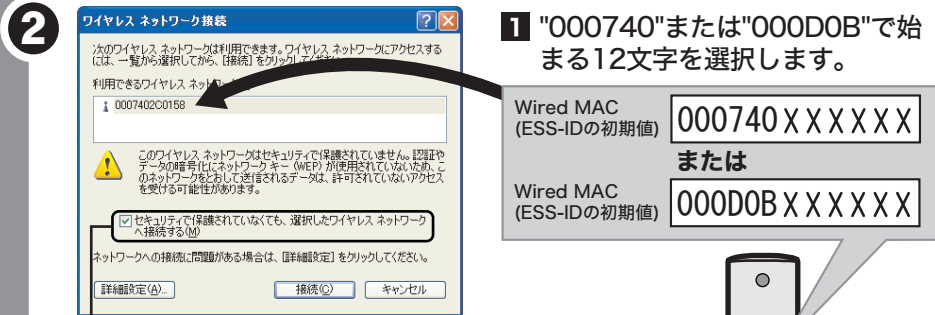 2
ワイヤレス ネットワーク接続
次のワイヤレス ネットワークは利用できます。ワイヤレス ネットワークにアクセスする
には、一覧から選択してから、[接続] をクリックしてください。
利用できるワイヤレス ネットワーク
0007402C0158
このワイヤレス ネットワークはセキュリティで保護されていません。認証や
データの暗号化にネットワーク キー (WEP) が使用されていないため、こ
のネットワークをとおして送信されるデータは、許可されていないアクセス
を受ける可能性があります。
セキュリティで保護されていなくても、選択したワイヤレス ネットワーク
へ接続する(M)
ネットワークへの接続に問題がある場合は、[詳細設定] をクリックしてください。
詳細設定(A)...
接続(C)
キャンセル
1 "000740"または"000D0B"で始
まる12文字を選択します。
Wired MAC
(ESS-IDの初期値)
000740XXXXXX
または
Wired MAC
(ESS-IDの初期値)
000D0BXXXXXX